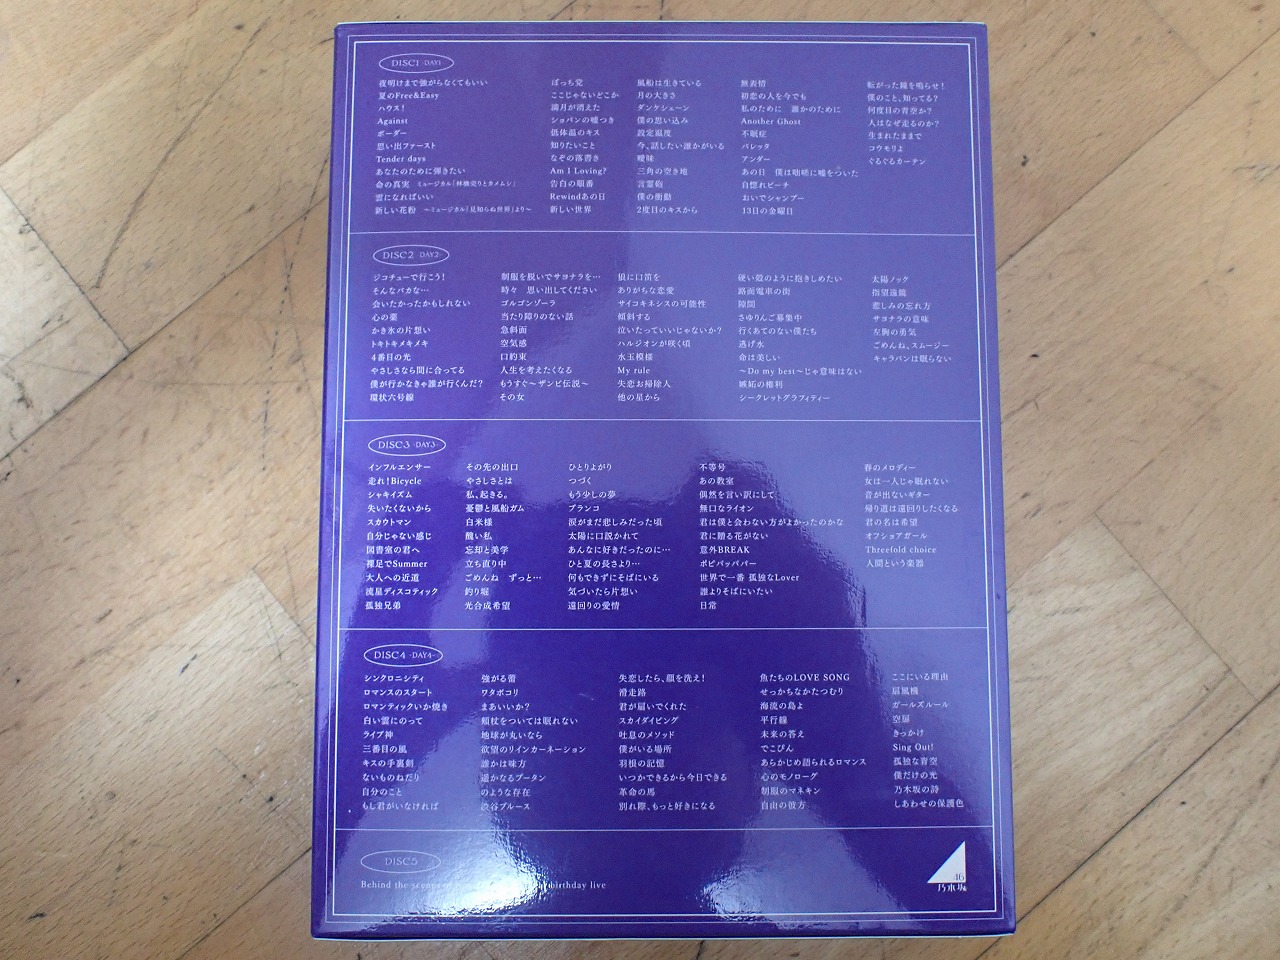 DISC1 -DAY1-
夜明けまで強がらなくてもいい
夏のFree&Easy
ハウス!
Against
ボーダー
思い出ファースト
Tender days
あなたのために弾きたい
命の真実 ミュージカル「林檎売りとカメムシ」
雲になればいい
新しい花粉 ～ミュージカル「見知らぬ世界」より～
ぼっち党
ここじゃないどこか
満月が消えた
ショパンの嘘つき
低体温のキス
知りたいこと
なぞの落書き
Am I Loving?
告白の順番
Rewindあの日
新しい世界
風船は生きている
月の大きさ
ダンケシェーン
僕の思い込み
設定温度
今、話したい誰かがいる
曖昧
三角の空き地
言霊砲
僕の衝動
2度目のキスから
無表情
初恋の人を今でも
私のために 誰かのために
Another Ghost
不眠症
バレッタ
アンダー
あの日 僕は咄嗟に嘘をついた
自惚れビーチ
おいでシャンプー
13日の金曜日
転がった鐘を鳴らせ!
僕のこと、知ってる?
何度目の青空か?
人はなぜ走るのか?
生まれたままで
コウモリよ
ぐるぐるカーテン
DISC2 -DAY2-
ジコチューで行こう!
そんなバカな…
会いたかったかもしれない
心の薬
かき氷の片想い
トキトキメキメキ
4番目の光
やさしさなら間に合ってる
僕が行かなきゃ誰が行くんだ?
環状六号線
制服を脱いでサヨナラを…
時々 思い出してください
ゴルゴンゾーラ
当たり障りのない話
急斜面
空気感
口約束
人生を考えたくなる
もうすぐ～ザンビ伝説～
その女
狼に口笛を
ありがちな恋愛
サイコキネシスの可能性
傾斜する
泣いたっていいじゃないか?
ハルジオンが咲く頃
水玉模様
My rule
失恋お掃除人
他の星から
硬い殻のように抱きしめたい
路面電車の街
隙間
さゆりんご募集中
行くあてのない僕たち
逃げ水
命は美しい
～Do my best～じゃ意味はない
嫉妬の権利
シークレットグラフィティー
太陽ノック
指望遠鏡
悲しみの忘れ方
サヨナラの意味
左胸の勇気
ごめんね、スムージー
キャラバンは眠らない
DISC3 -DAY3-
インフルエンサー
走れ!Bicycle
シャキイズム
失いたくないから
スカウトマン
自分じゃない感じ
図書室の君へ
裸足でSummer
大人への近道
流星ディスコティック
孤独兄弟
その先の出口
やさしさとは
私、起きる。
憂鬱と風船ガム
白米様
醜い私
忘却と美学
立ち直り中
ごめんね ずっと…
釣り堀
光合成希望
ひとりよがり
つづく
もう少しの夢
ブランコ
涙がまだ悲しみだった頃
太陽に口説かれて
あんなに好きだったのに…
ひと夏の長さより…
何もできずにそばにいる
気づいたら片想い
遠回りの愛情
不等号
あの教室
偶然を言い訳にして
無口なライオン
君は僕と会わない方がよかったのかな
君に贈る花がない
意外BREAK
ポピパッパパー
世界で一番 孤独なLover
誰よりそばにいたい
日常
春のメロディー
女は一人じゃ眠れない
音が出ないギター
帰り道は遠回りしたくなる
君の名は希望
オフショアガール
Threefold choice
人間という楽器
DISC4 -DAY4-
シンクロニシティ
ロマンスのスタート
ロマンティックいか焼き
白い雲にのって
ライブ神
三番目の風
キスの手裏剣
ないものねだり
自分のこと
もし君がいなければ
強がる蕾
ワタボコリ
まあいいか?
頬杖をついては眠れない
地球が丸いなら
欲望のリインカーネーション
誰かは味方
遥かなるブータン
のような存在
渋谷ブルース
失恋したら、顔を洗え!
滑走路
君が扇いでくれた
スカイダイビング
吐息のメソッド
僕がいる場所
羽根の記憶
いつかできるから今日できる
革命の馬
別れ際、もっと好きになる
魚たちのLOVE SONG
せっかちなかたつむり
海流の島よ
平行線
未来の答え
でこぴん
あらかじめ語られるロマンス
心のモノローグ
制服のマネキン
自由の彼方
ここにいる理由
扇風機
ガールズルール
空扉
きっかけ
Sing Out!
孤独な青空
僕だけの光
乃木坂の詩
しあわせの保護色
DISC5
Behind the birthday live
46
乃木坂